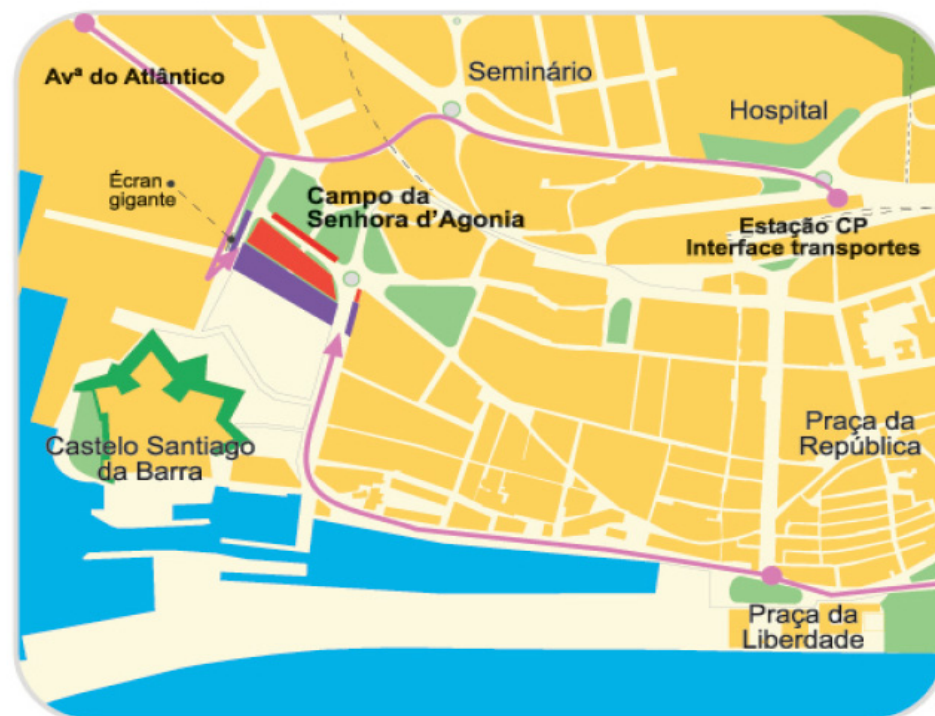 Seminário
Avª do Atlântico
Hospital
Écran
gigante
Campo da
Senhora d’Agonia
Estação CP
Interface transportes
Castelo Santiago
da Barra
Praça da
República
Praça da
Liberdade